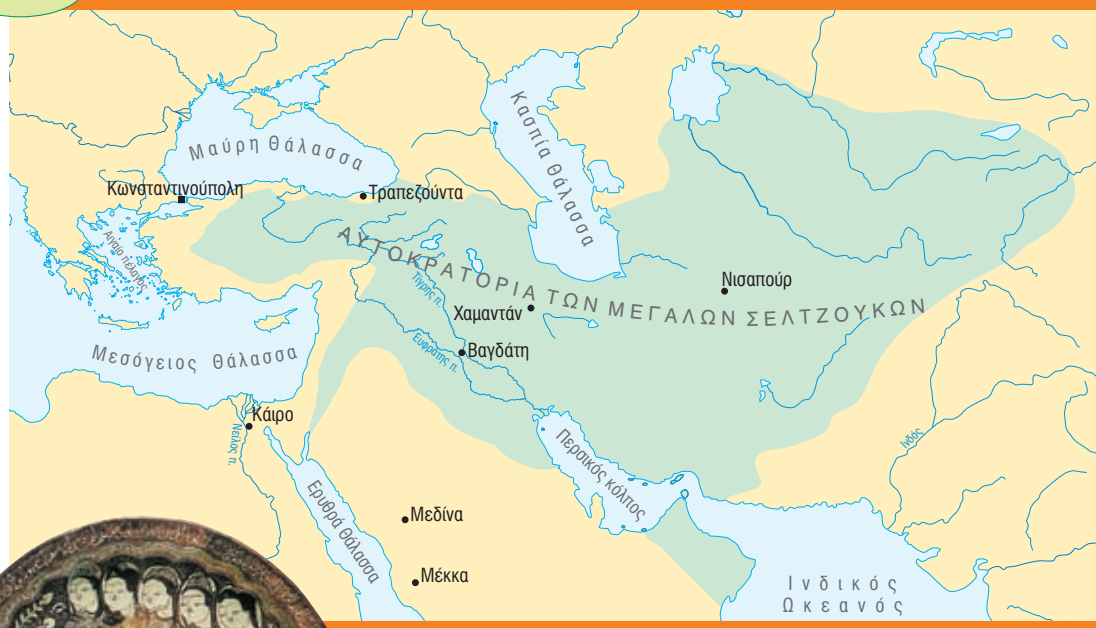 Κασπία Θάλασσα
Μαύρη Θάλασσα
Κωνσταντινούπολη
Τραπεζούντα
Αιγαίο πέλαγος
ΑΥΤΟΚΡΑΤΟΡΙΑ ΤΩΝ ΜΕΓΑΛΩΝ ΣΕΛΤΖΟΥΚΩΝ
Τίγρης π.
Νισαπούρ
Χαμαντάν
Ευφράτης π.
Βαγδάτη
Μεσόγειος Θάλασσα
Κάιρο
Νείλος π.
Περσικός κόλπος
Ινδός
Ερυθρά Θάλασσα
Μεδίνα
Μέκκα
Ινδικός
Ωκεανός